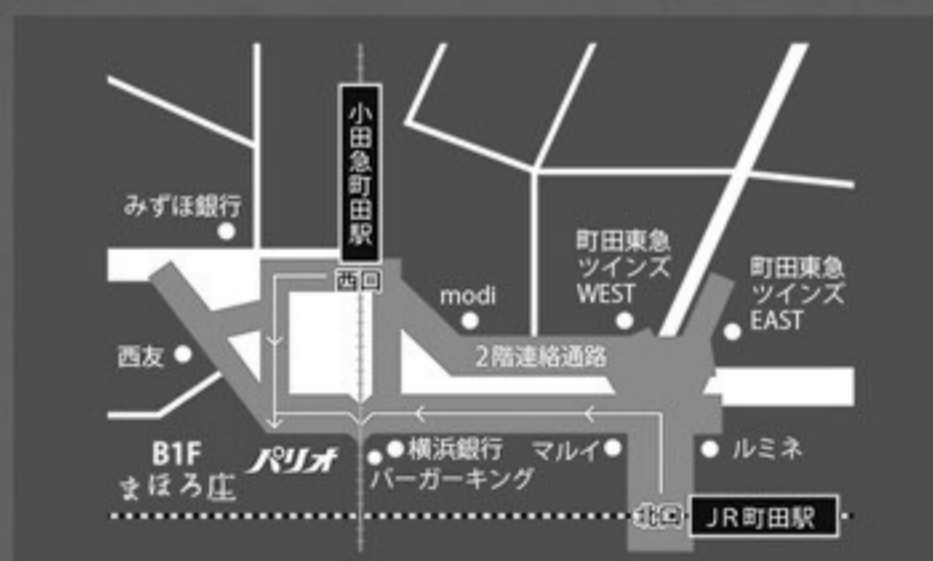 小田急町田駅
みずほ銀行
西口
町田東急
ツインズ
WEST
町田東急
ツインズ
EAST
modi
西友
2階連絡通路
B1F
まほろ庄
パリオ
横浜銀行
バーガーキング
マルイ
ルミネ
北口
JR町田駅